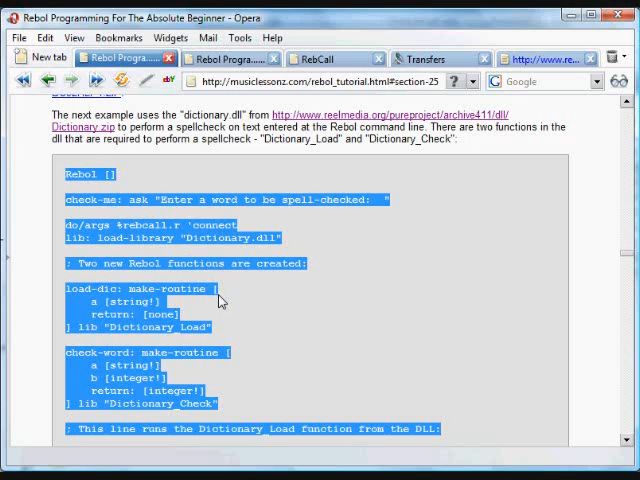 Rebol Programming For The Absolute Beginner - Opera
File Edit View Bookmarks Widgets Mail Tools Help
New tab Rebol Progra... Rebol Progra... RebCall Transfers http://www.re...
http://musiclessonz.com/rebol_tutorial.html#section-25 ? Google
The next example uses the "dictionary.dll" from http://www.reelmedia.org/pureproject/archive411/dll/
Dictionary.zip to perform a spellcheck on text entered at the Rebol command line. There are two functions in the
dll that are required to perform a spellcheck - "Dictionary_Load" and "Dictionary_Check":
Rebol []
check-me: ask "Enter a word to be spell-checked:  "
do/args %rebcall.r 'connect
lib: load-library "Dictionary.dll"
; Two new Rebol functions are created:
load-dic: make-routine [
a [string!]
return: [none]
] lib "Dictionary_Load"
check-word: make-routine [
a [string!]
b [integer!]
return: [integer!]
] lib "Dictionary_Check"
; This line runs the Dictionary_Load function from the DLL: